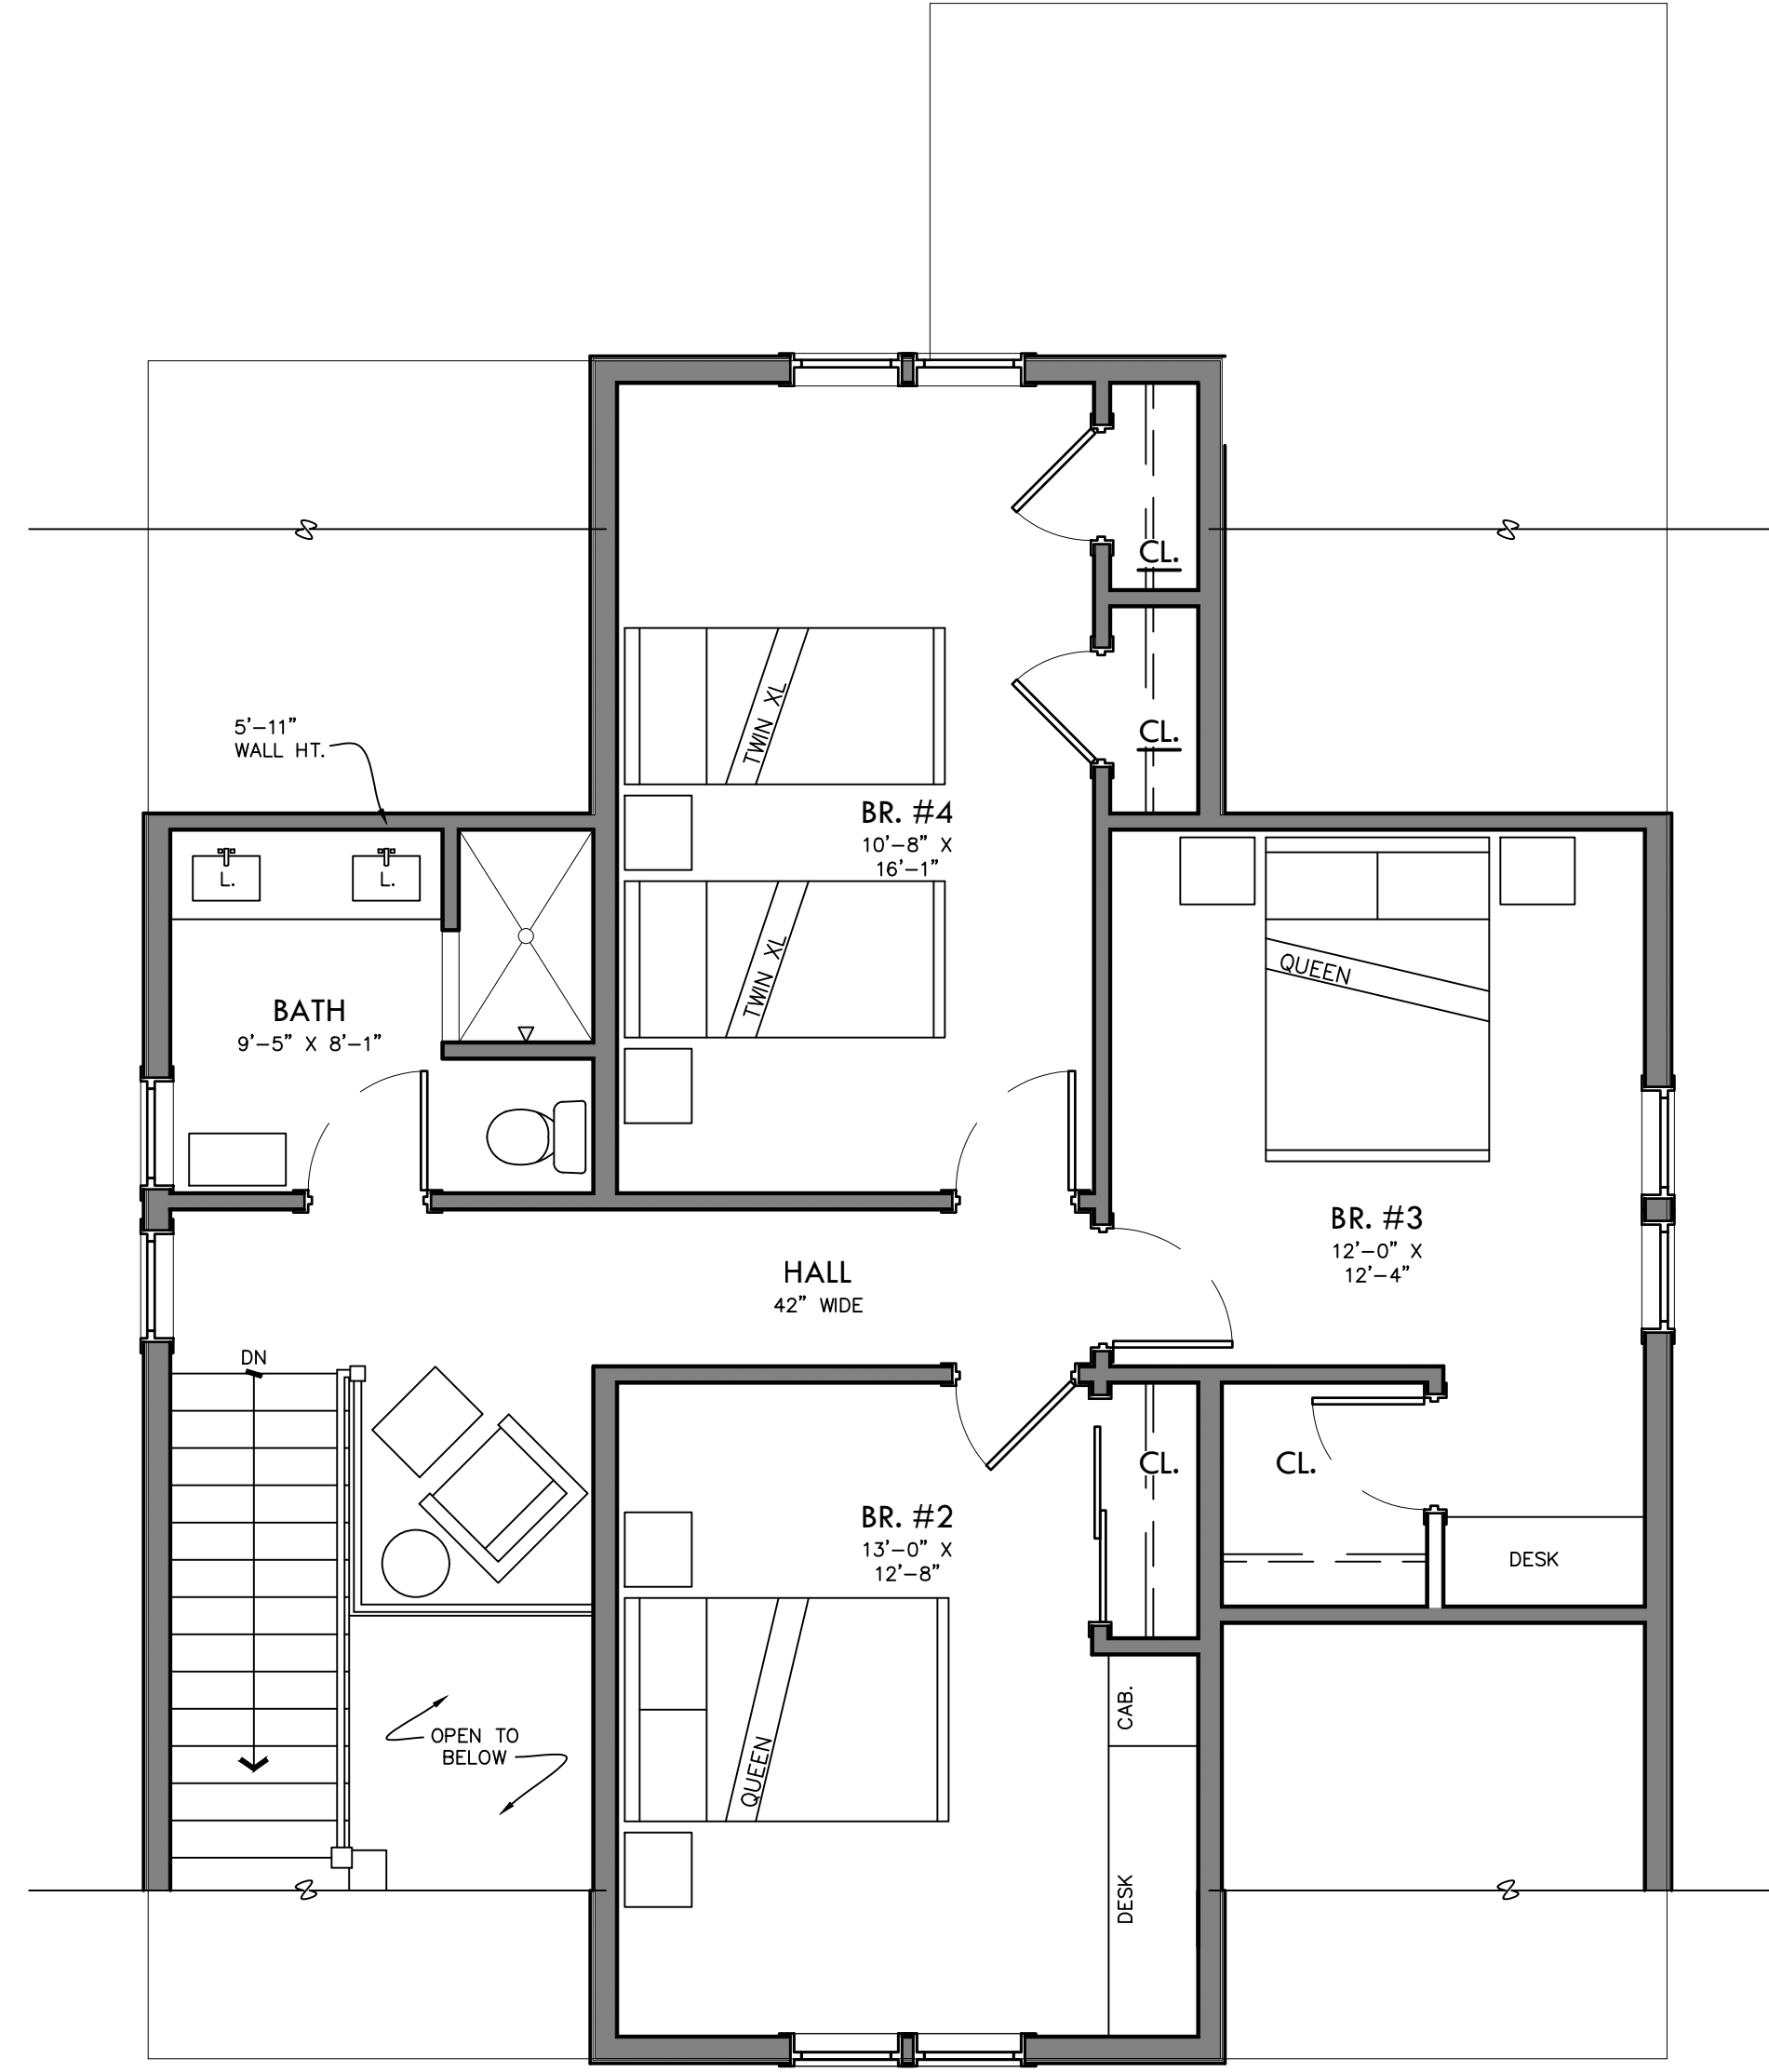 CL.
5'-11"
WALL HT.
TWIN XL
CL.
BR. #4
10'-8" X
16'-1"
L.
L.
TWIN XL
QUEEN
BATH
9'-5" X 8'-1"
BR. #3
12'-0" X
12'-4"
HALL
42" WIDE
DN
CL.
CL.
BR. #2
13'-0" X
12'-8"
DESK
CAB.
OPEN TO
BELOW
QUEEN
DESK